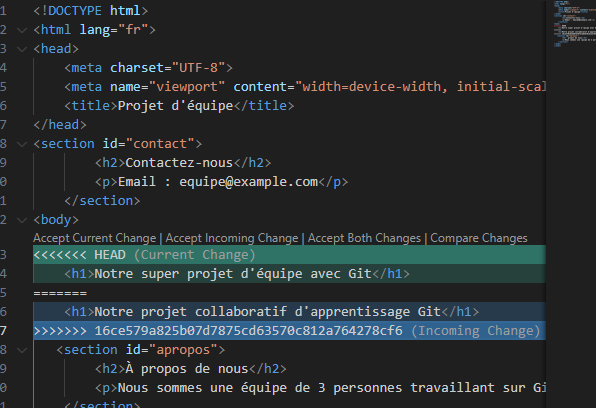 1 <!DOCTYPE html>
2 <html lang="fr">
3 <head>
4 <meta charset="UTF-8">
5 <meta name="viewport" content="width=device-width, initial-scal
6 <title>Projet d'équipe</title>
7 </head>
8 <section id="contact">
9 <h2>Contactez-nous</h2>
0 <p>Email : equipe@example.com</p>
1 </section>
2 <body>
Accept Current Change | Accept Incoming Change | Accept Both Changes | Compare Changes
3 <<<<<<< HEAD (Current Change)
4 <h1>Notre super projet d'équipe avec Git</h1>
5 =======
6 <h1>Notre projet collaboratif d'apprentissage Git</h1>
7 >>>>>>> 16ce579a825b07d7875cd63570c812a764278cf6 (Incoming Change)
8 <section id="apropos">
9 <h2>À propos de nous</h2>
0 <p>Nous sommes une équipe de 3 personnes travaillant sur Gi
1 </section>